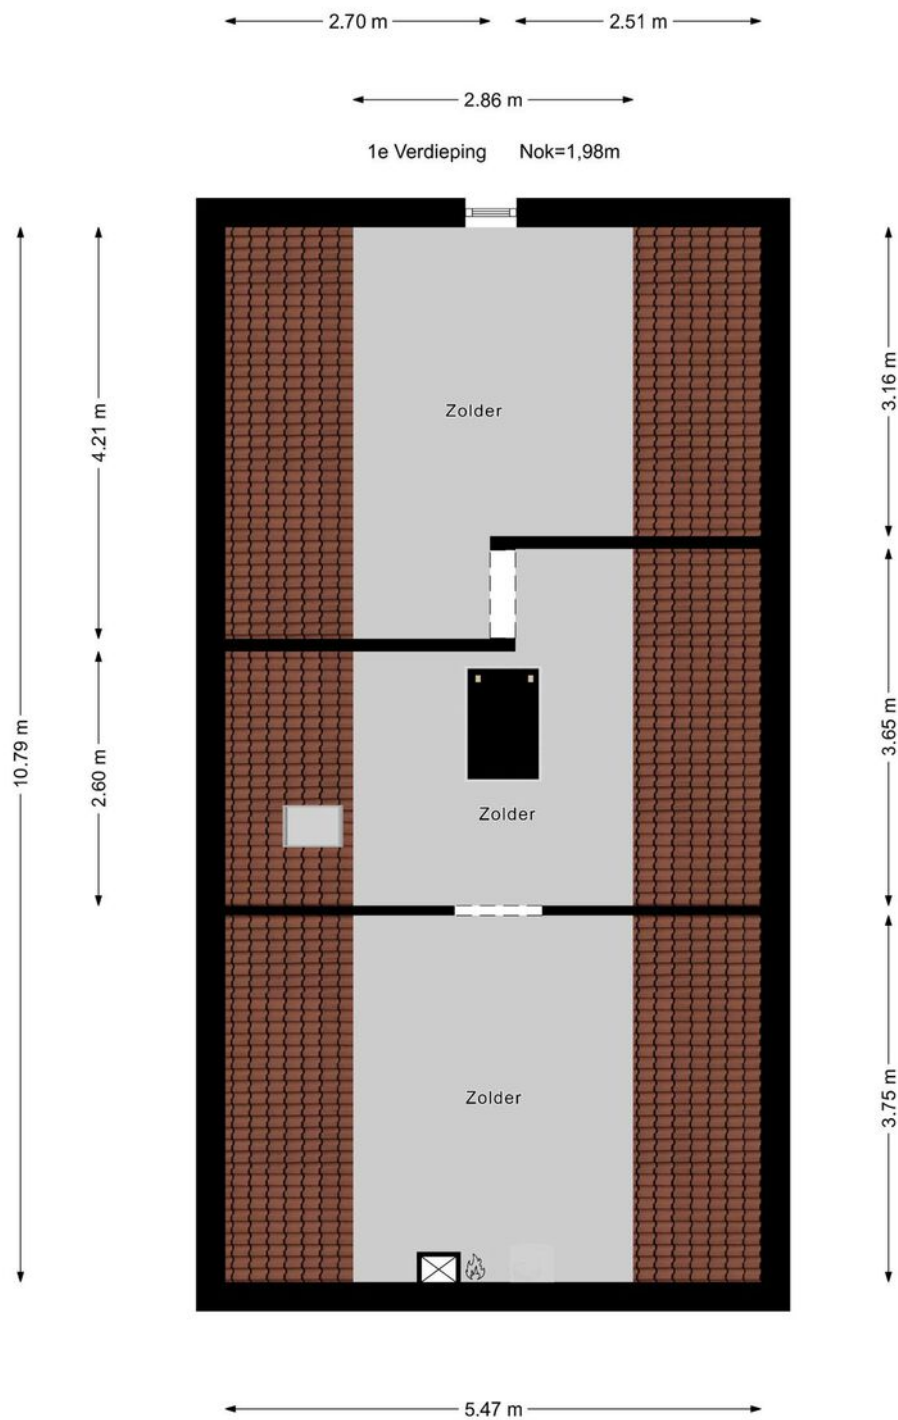 2.70 m
2.51 m
2.86 m
1e Verdieping Nok=1,98m
Zolder
4.21 m
3.16 m
10.79 m
2.60 m
3.65 m
Zolder
Zolder
3.75 m
5.47 m